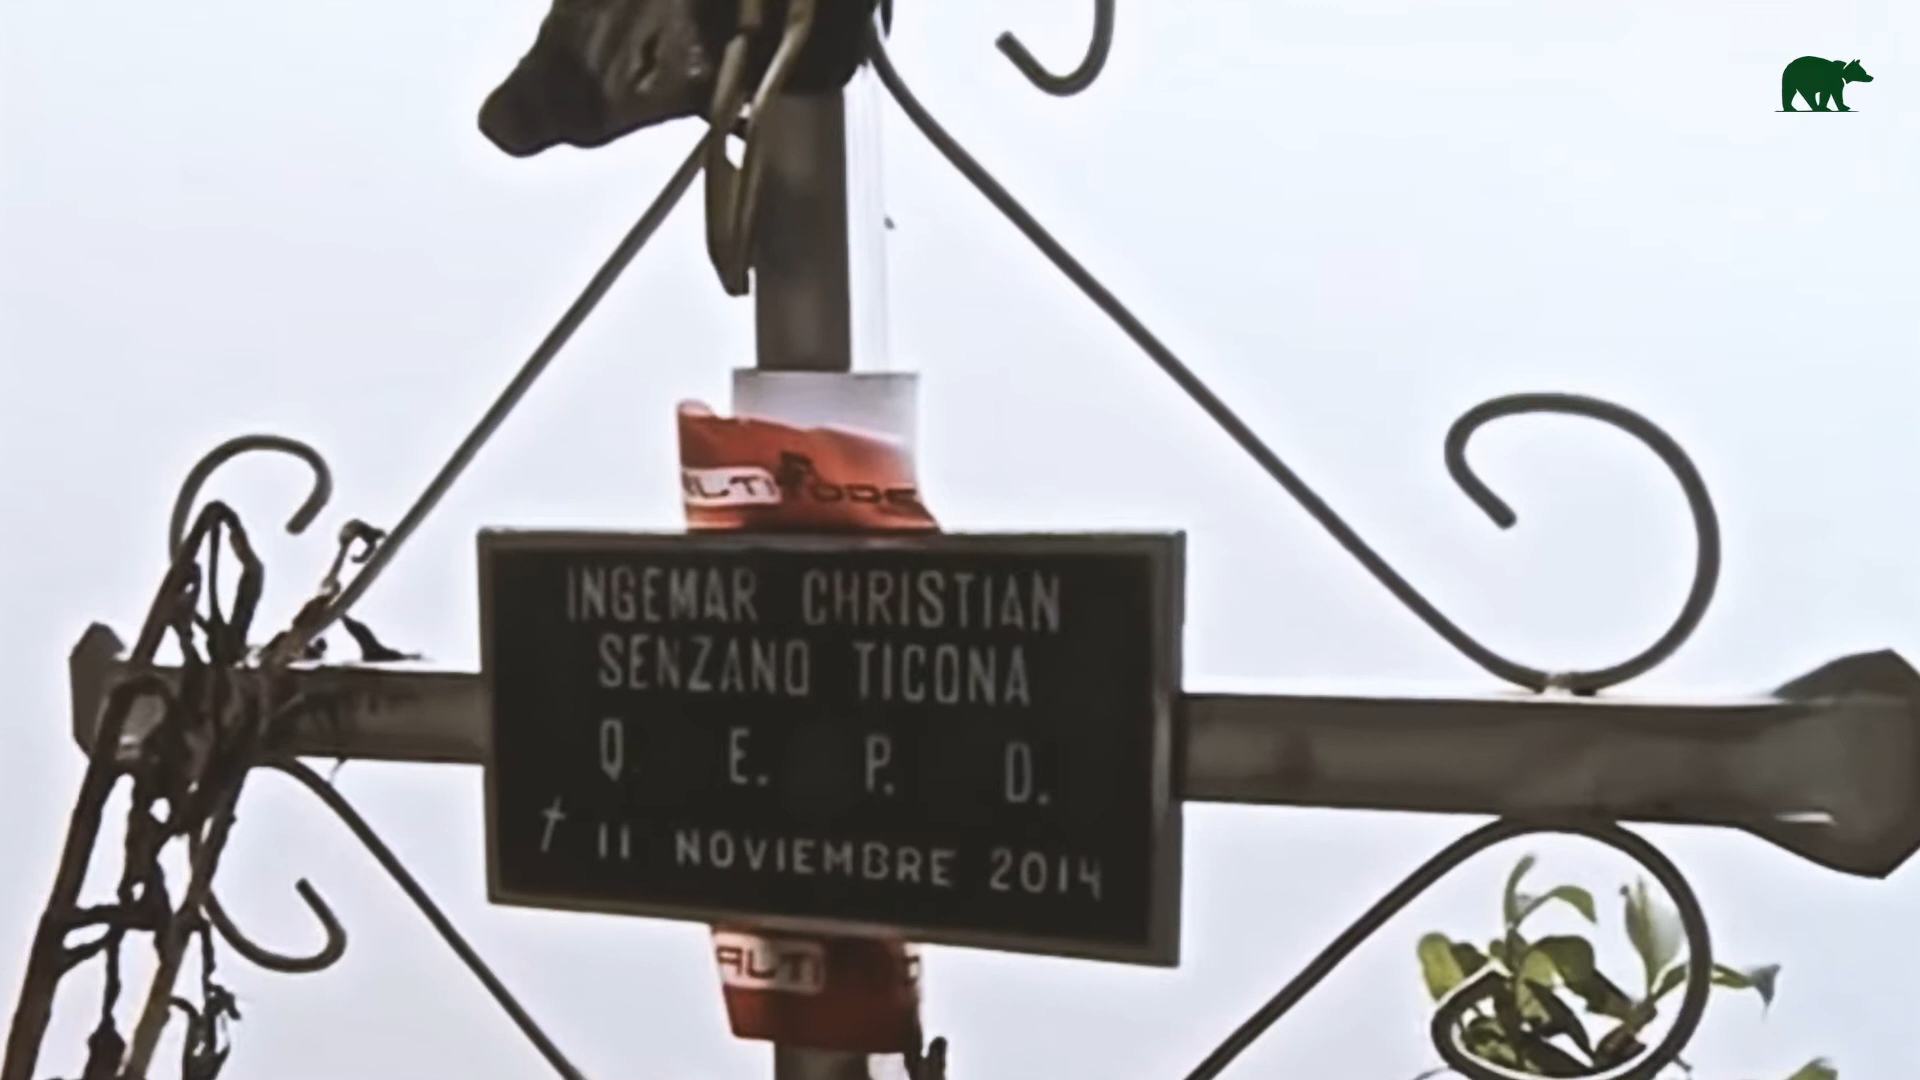 INGEMAR CHRISTIAN
SENZANO TICONA
Q E. P. D.
† 11 NOVIEMBRE 2014